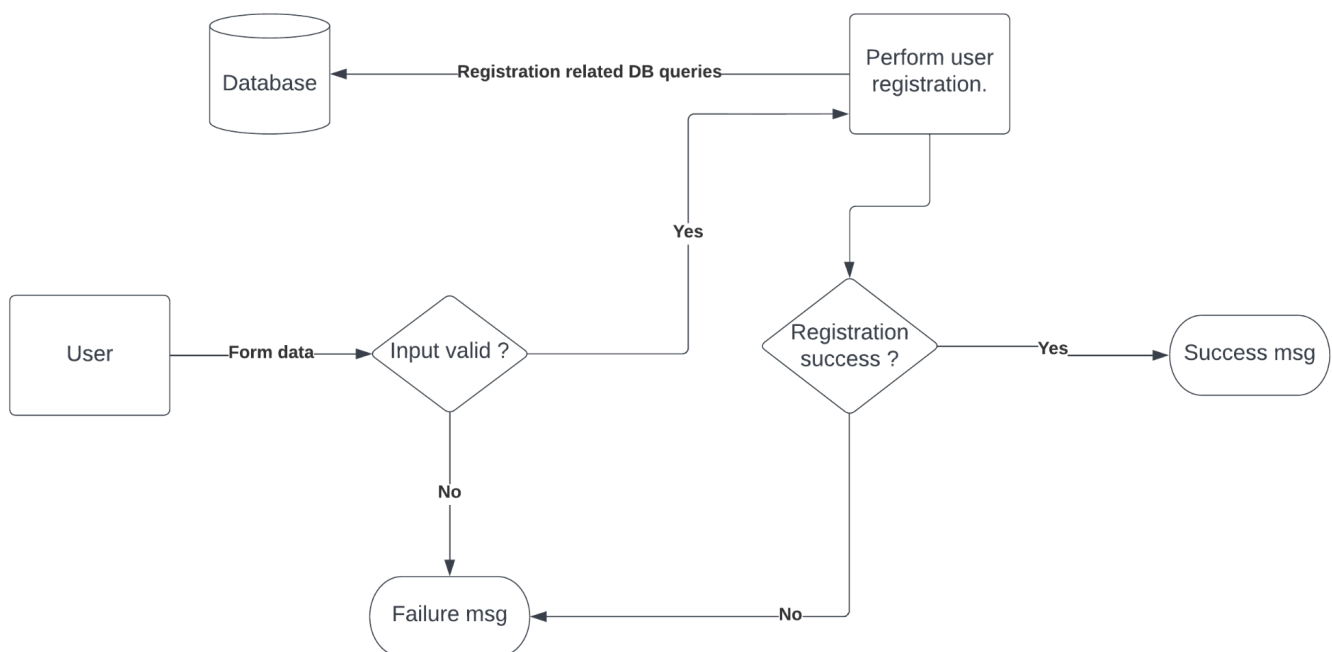 Database
Registration related DB queries
Perform user
registration.
Yes
User
Form data
Input valid ?
Registration
success ?
Yes
Success msg
No
Failure msg
No